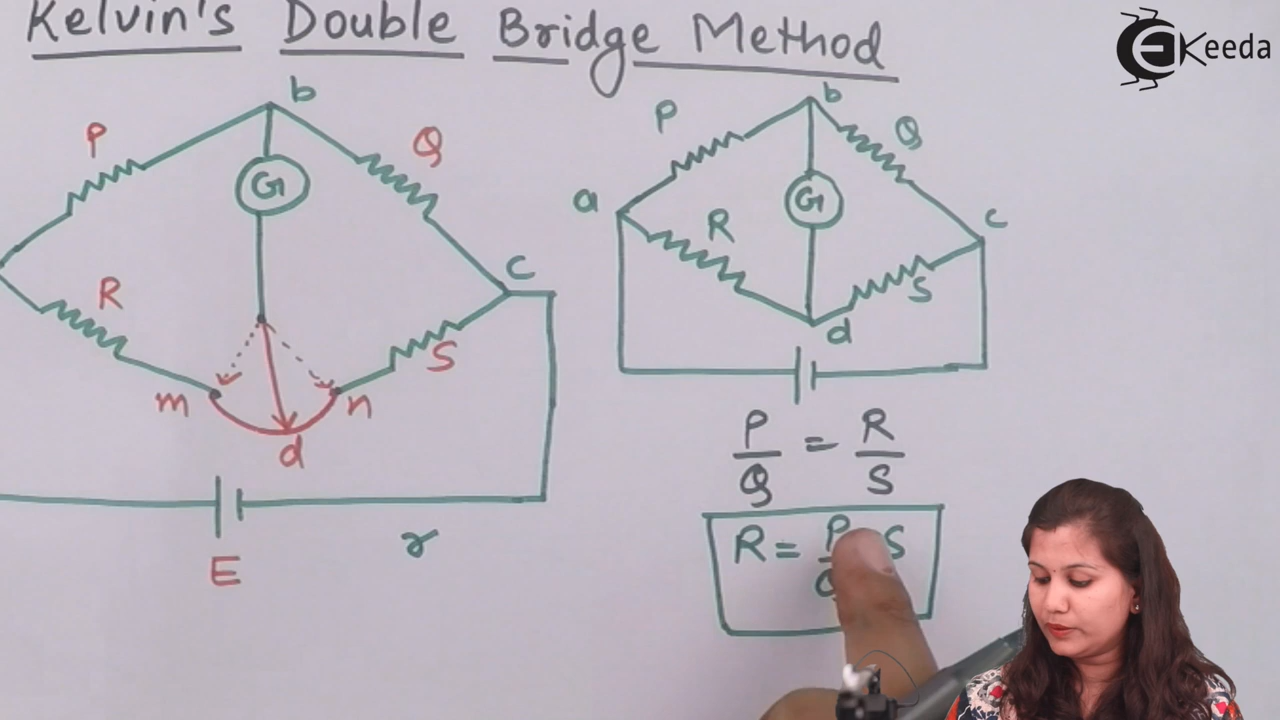 Kelvin's Double Bridge Method
Keeda
b
P
Q
G
R
C
S
m
n
d
E
r
b
P
Q
a
G
R
c
S
d
P
Q
=
R
S
R = P S